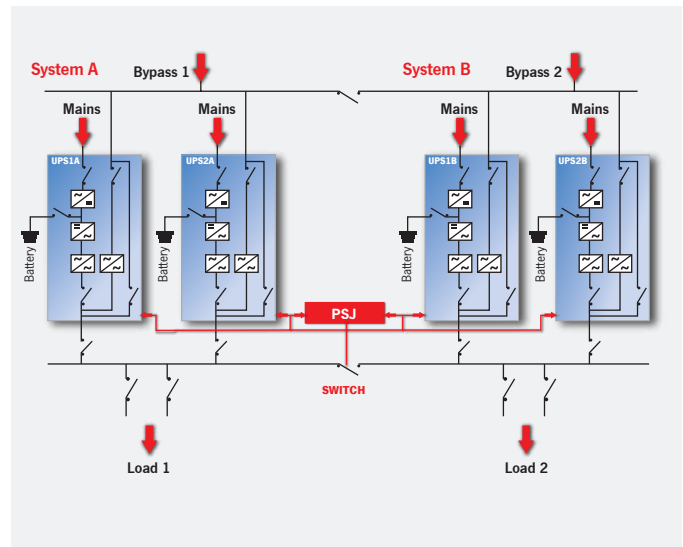 System A
Bypass 1
System B
Bypass 2
Mains
Mains
Mains
Mains
UPS1A
UPS2A
UPS1B
UPS2B
Battery
Battery
Battery
Battery
PSJ
SWITCH
Load 1
Load 2